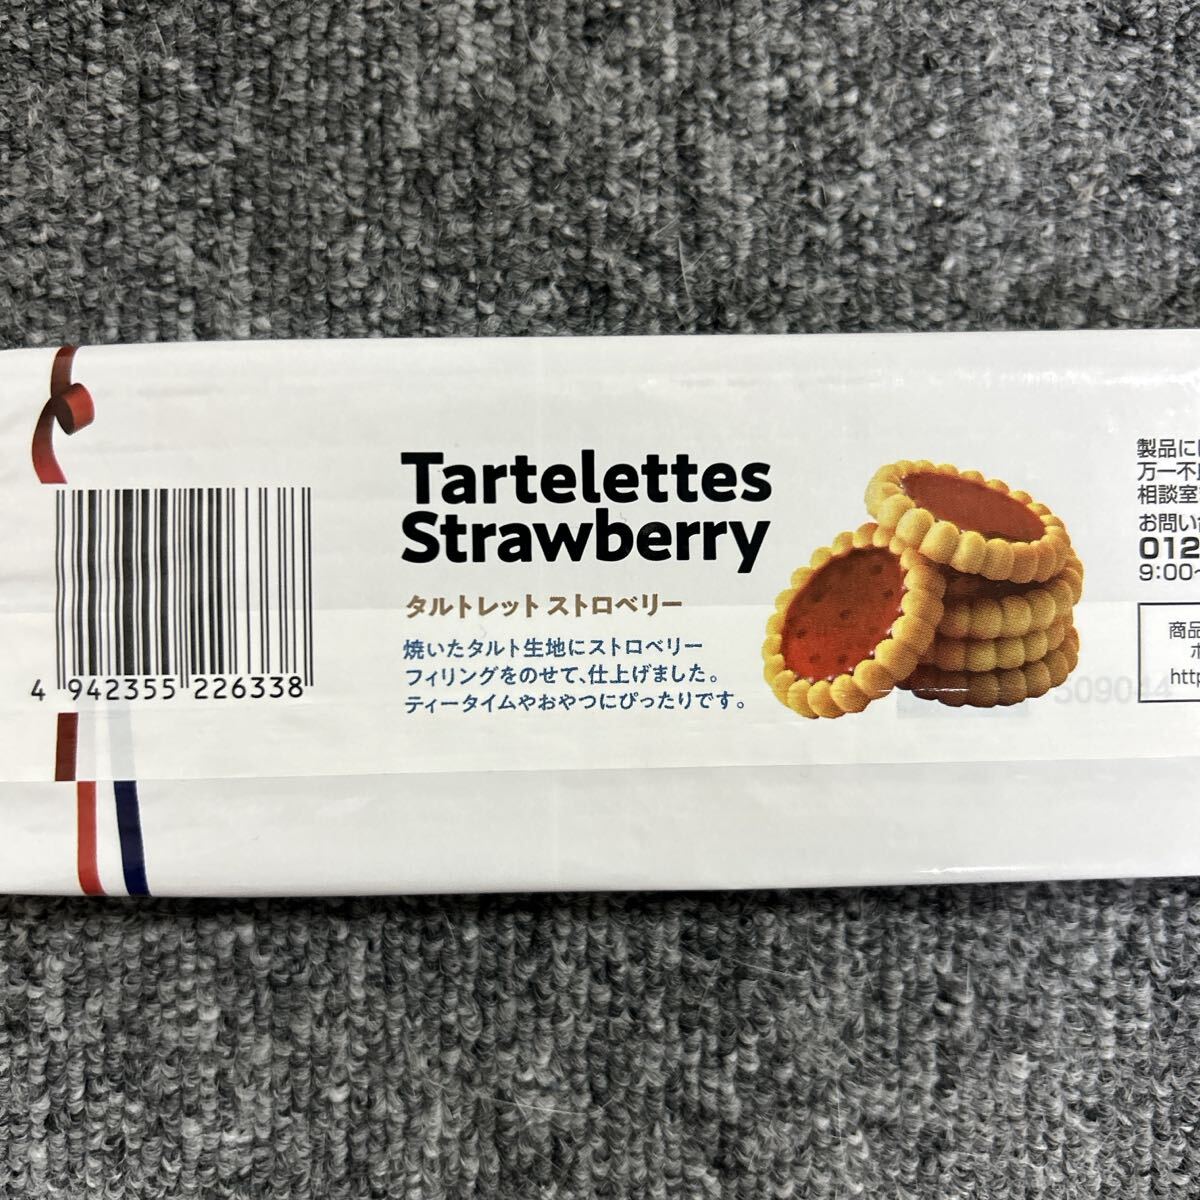 Tartelettes
Strawberry
タルトレット ストロベリー
焼いたタルト生地にストロベリー
フィリングをのせて、仕上げました。
ティータイムやおやつにぴったりです。
4 942355 226338
製品に
万一不
相談室
お問い
012
9:00~
商品
ホ
http
509044